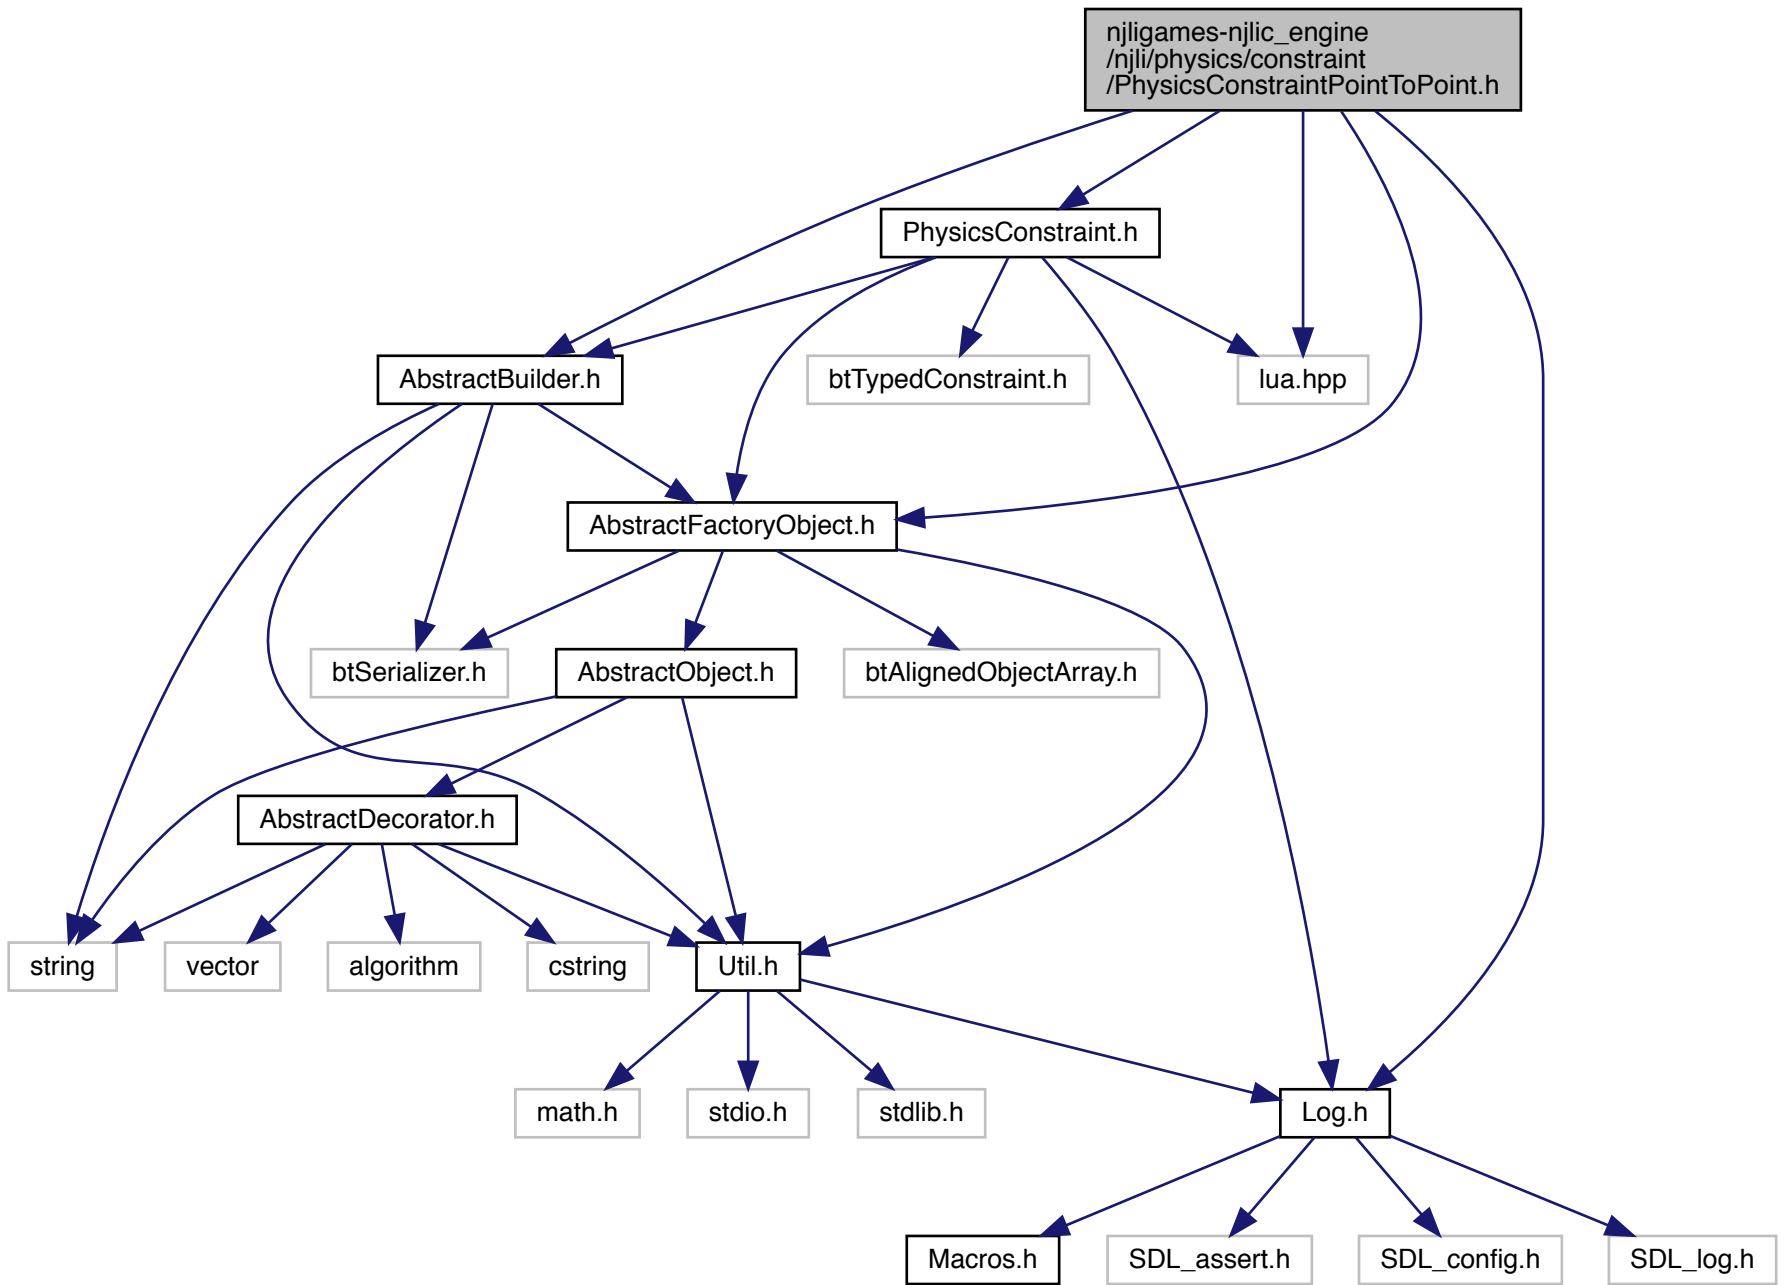 njligames-njlic_engine
/njli/physics/constraint
/PhysicsConstraintPointToPoint.h
PhysicsConstraint.h
AbstractBuilder.h
btTypedConstraint.h
lua.hpp
AbstractFactoryObject.h
btSerializer.h
AbstractObject.h
btAlignedObjectArray.h
AbstractDecorator.h
string
vector
algorithm
cstring
Util.h
math.h
stdio.h
stdlib.h
Log.h
Macros.h
SDL_assert.h
SDL_config.h
SDL_log.h